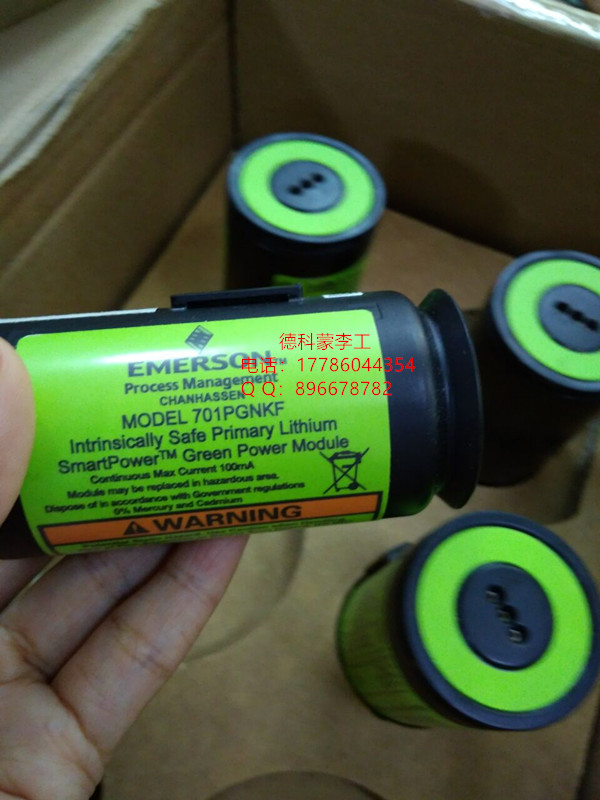 EMERSON™
Process Management
CHANHASSEN
MODEL 701PGNKF
Intrinsically Safe Primary Lithium
SmartPower™ Green Power Module
Continuous Max Current 100mA
Module may be replaced in hazardous area.
Dispose of in accordance with Government regulations
0% Mercury and Cadmium
WARNING
德科蒙李工
电话：17786044354
QQ：896678782